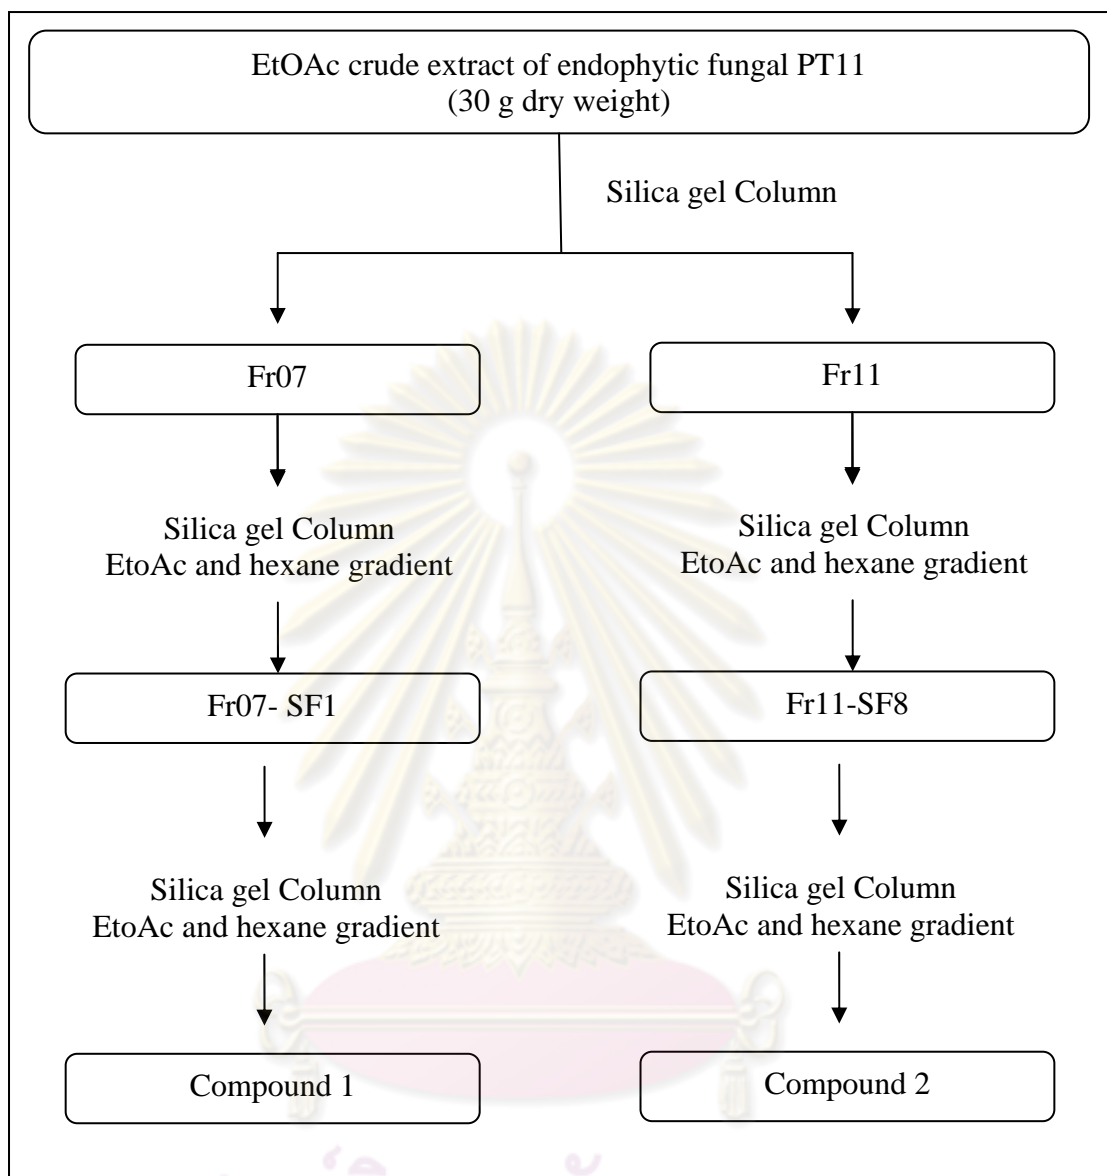 EtOAc crude extract of endophytic fungal PT11
(30 g dry weight)
Silica gel Column
Fr07
Fr11
Silica gel Column
EtoAc and hexane gradient
Silica gel Column
EtoAc and hexane gradient
Fr07- SF1
Fr11-SF8
Silica gel Column
EtoAc and hexane gradient
Silica gel Column
EtoAc and hexane gradient
Compound 1
Compound 2